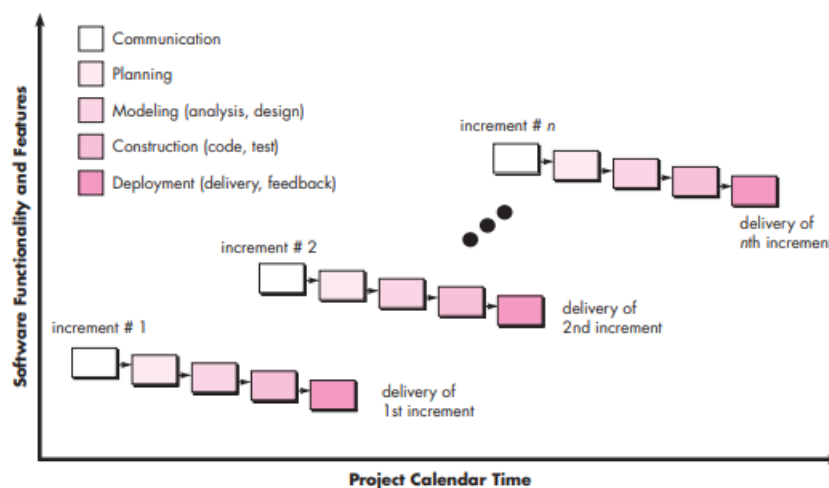 Communication
Planning
Modeling (analysis, design)
Construction (code, test)
Deployment (delivery, feedback)
increment # n
delivery of
nth increment
increment # 2
delivery of
2nd increment
increment # 1
delivery of
1st increment
Software Functionality and Features
Project Calendar Time